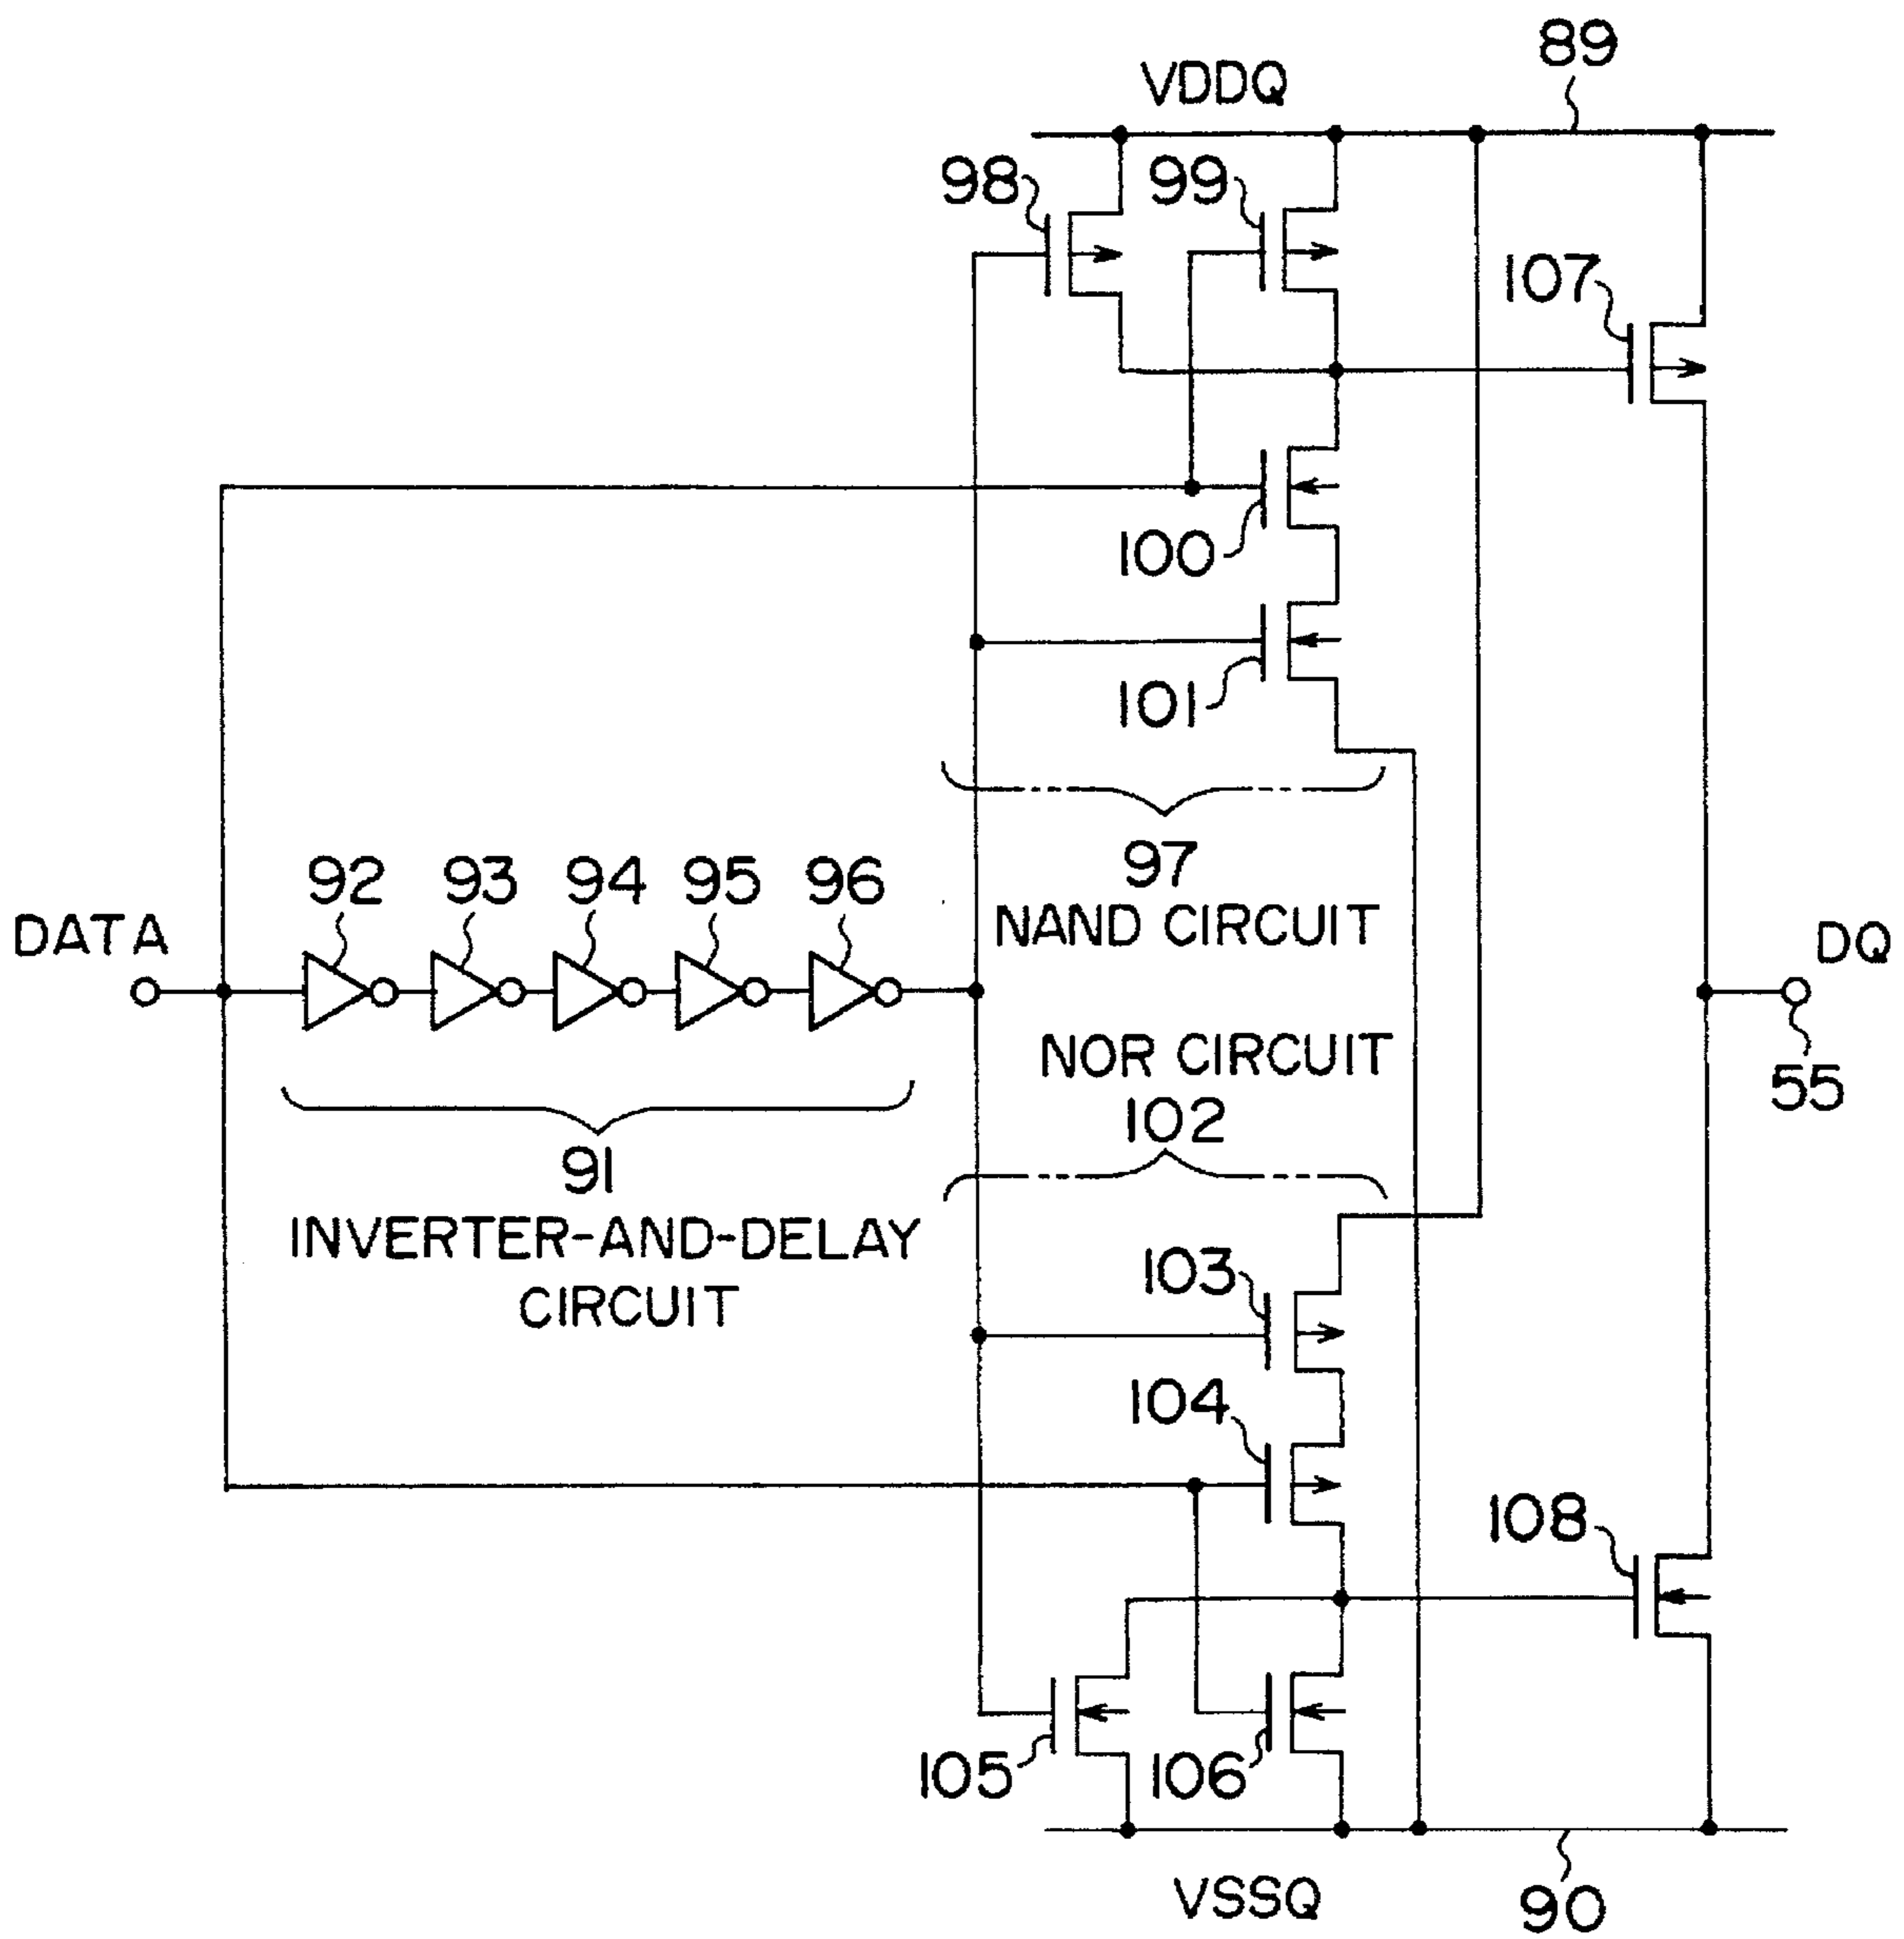 89
VDDQ
98
99
107
100
101
97
NAND CIRCUIT
92
93
94
95
96
DATA
DQ
55
NOR CIRCUIT
102
91
INVERTER-AND-DELAY
CIRCUIT
103
104
108
105
106
VSSQ
90